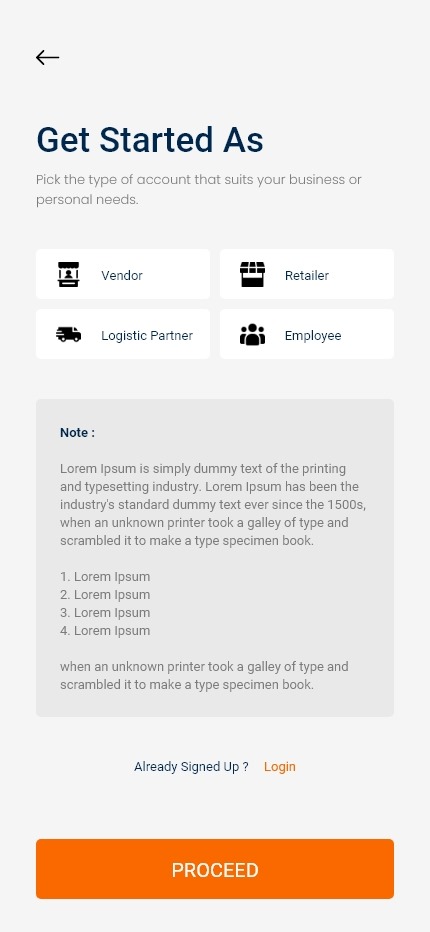 Get Started As
Pick the type of account that suits your business or
personal needs.
Vendor
Retailer
Logistic Partner
Employee
Note :
Lorem Ipsum is simply dummy text of the printing
and typesetting industry. Lorem Ipsum has been the
industry's standard dummy text ever since the 1500s,
when an unknown printer took a galley of type and
scrambled it to make a type specimen book.
1. Lorem Ipsum
2. Lorem Ipsum
3. Lorem Ipsum
4. Lorem Ipsum
when an unknown printer took a galley of type and
scrambled it to make a type specimen book.
Already Signed Up ? Login
PROCEED